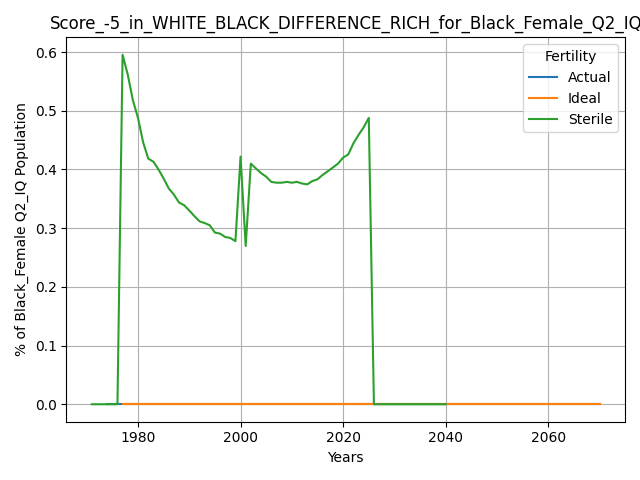 Score_-5_in_WHITE_BLACK_DIFFERENCE_RICH_for_Black_Female_Q2_IQ
Fertility
Actual
Ideal
Sterile
% of Black_Female Q2_IQ Population
0.6
0.5
0.4
0.3
0.2
0.1
0.0
1980 2000 2020 2040 2060
Years